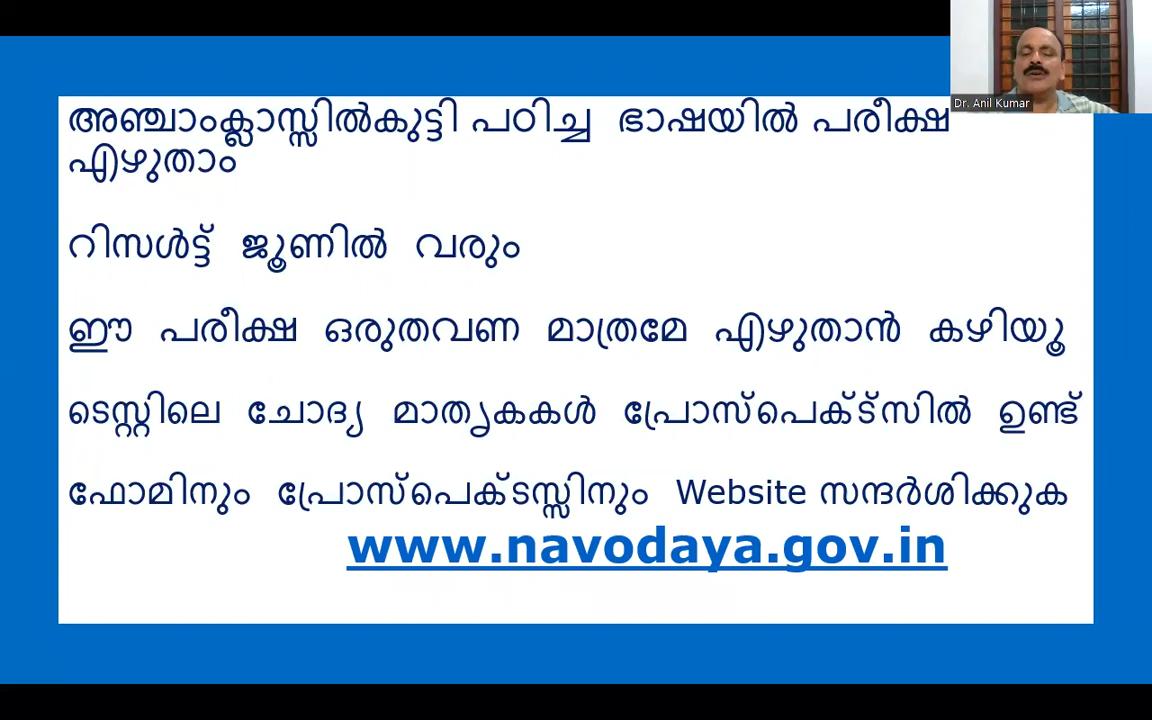 Dr. Anil Kumar
അഞ്ചാംക്ലാസ്സിൽകുട്ടി പഠിച്ച ഭാഷയിൽ പരീക്ഷ
എഴുതാം
റിസൾട്ട് ജൂണിൽ വരും
ഈ പരീക്ഷ ഒരുതവണ മാത്രമേ എഴുതാൻ കഴിയൂ
ടെസ്റ്റിലെ ചോദ്യ മാതൃകകൾ പ്രോസ്പെക്ട്സിൽ ഉണ്ട്
ഫോമിനും പ്രോസ്പെക്ടസ്സിനും Website സന്ദർശിക്കുക
www.navodaya.gov.in